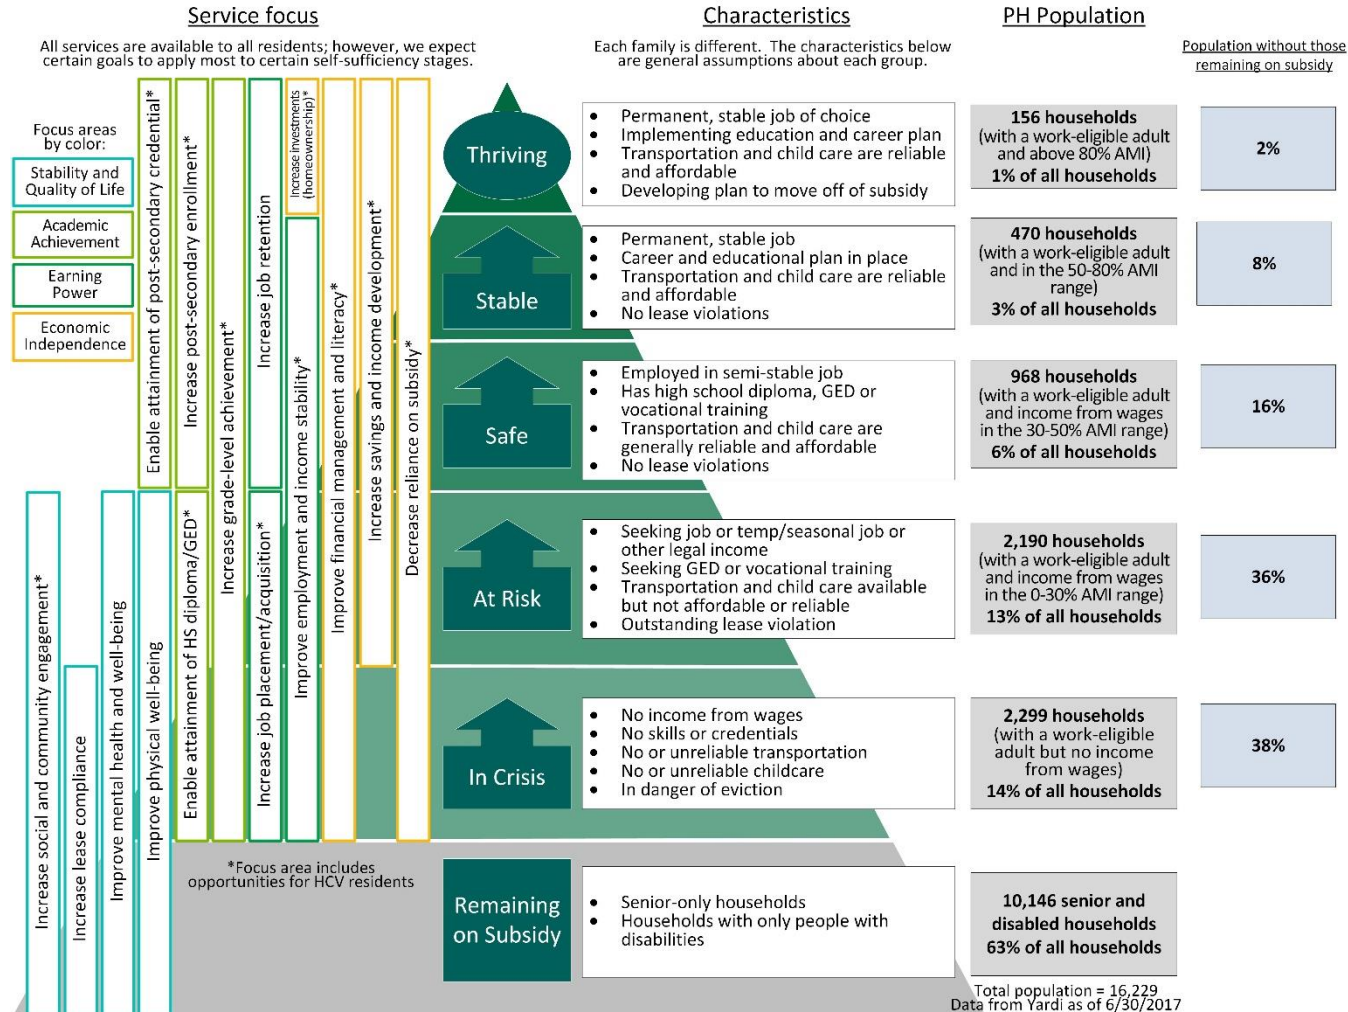 Service focus
All services are available to all residents; however, we expect
certain goals to apply most to certain self-sufficiency stages.
Focus areas
by color:
Stability and
Quality of Life
Academic
Achievement
Earning
Power
Economic
Independence
Increase social and community engagement*
Increase lease compliance
Improve mental health and well-being
Improve physical well-being
Enable attainment of post-secondary credential*
Increase post-secondary enrollment*
Enable attainment of HS diploma/GED*
Increase grade-level achievement*
Increase job retention
Increase job placement/acquisition*
Increase investments
(homeownership)*
Improve employment and income stability*
Improve financial management and literacy*
Increase savings and income development*
Decrease reliance on subsidy*
*Focus area includes
opportunities for HCV residents
Characteristics
Each family is different. The characteristics below
are general assumptions about each group.
PH Population
Population without those
remaining on subsidy
Thriving
• Permanent, stable job of choice
• Implementing education and career plan
• Transportation and child care are reliable
and affordable
• Developing plan to move off of subsidy
156 households
(with a work-eligible adult
and above 80% AMI)
1% of all households
2%
Stable
• Permanent, stable job
• Career and educational plan in place
• Transportation and child care are reliable
and affordable
• No lease violations
470 households
(with a work-eligible adult
and in the 50-80% AMI
range)
3% of all households
8%
Safe
• Employed in semi-stable job
• Has high school diploma, GED or
vocational training
• Transportation and child care are
generally reliable and affordable
• No lease violations
968 households
(with a work-eligible adult
and income from wages
in the 30-50% AMI range)
6% of all households
16%
At Risk
• Seeking job or temp/seasonal job or
other legal income
• Seeking GED or vocational training
• Transportation and child care available
but not affordable or reliable
• Outstanding lease violation
2,190 households
(with a work-eligible adult
and income from wages
in the 0-30% AMI range)
13% of all households
36%
In Crisis
• No income from wages
• No skills or credentials
• No or unreliable transportation
• No or unreliable childcare
• In danger of eviction
2,299 households
(with a work-eligible
adult but no income
from wages)
14% of all households
38%
Remaining
on Subsidy
• Senior-only households
• Households with only people with
disabilities
10,146 senior and
disabled households
63% of all households
Total population = 16,229
Data from Yardi as of 6/30/2017